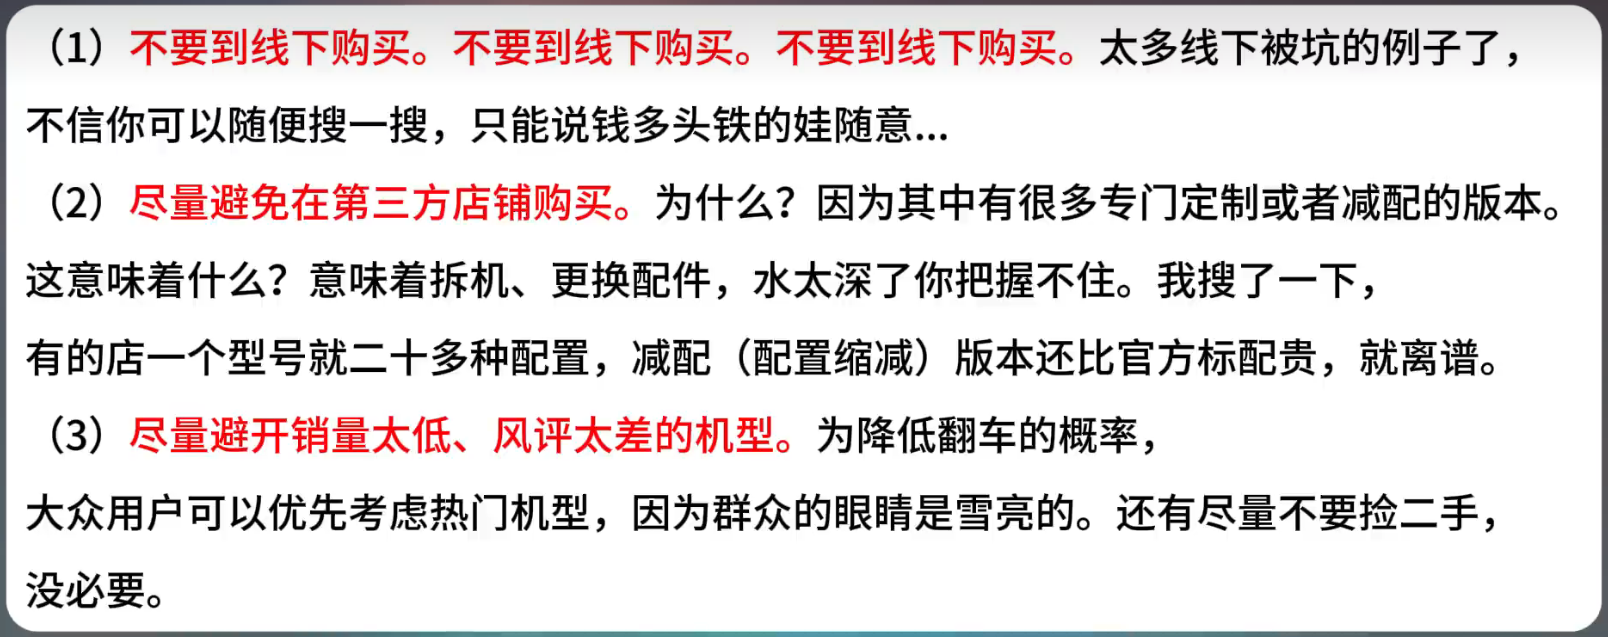 （1）不要到线下购买。不要到线下购买。不要到线下购买。太多线下被坑的例子了，
不信你可以随便搜一搜，只能说钱多头铁的娃随意...
（2）尽量避免在第三方店铺购买。为什么？因为其中有很多专门定制或者减配的版本。
这意味着什么？意味着拆机、更换配件，水太深了你把握不住。我搜了一下，
有的店一个型号就二十多种配置，减配（配置缩减）版本还比官方标配贵，就离谱。
（3）尽量避开销量太低、风评太差的机型。为降低翻车的概率，
大众用户可以优先考虑热门机型，因为群众的眼睛是雪亮的。还有尽量不要捡二手，
没必要。